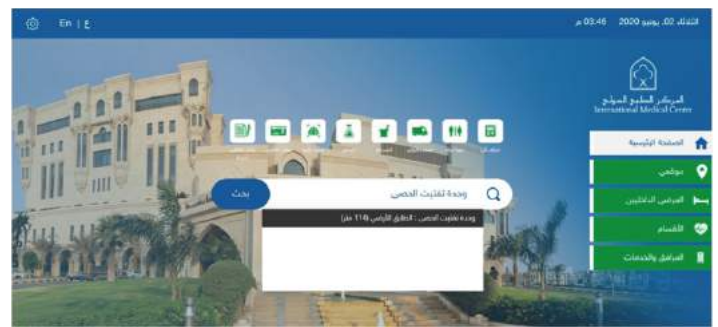 الثلاثاء 02، يونيو 2020 03:46 م
ع | En
المركز الطبي الدولي
International Medical Center
الصفحة الرئيسية
موقعي
المرضى الداخليين
الأقسام
المرافق والخدمات
وحدة تفتيت الحصى
بحث
وحدة تفتيت الحصى : الطابق الأرضي (114 متر)